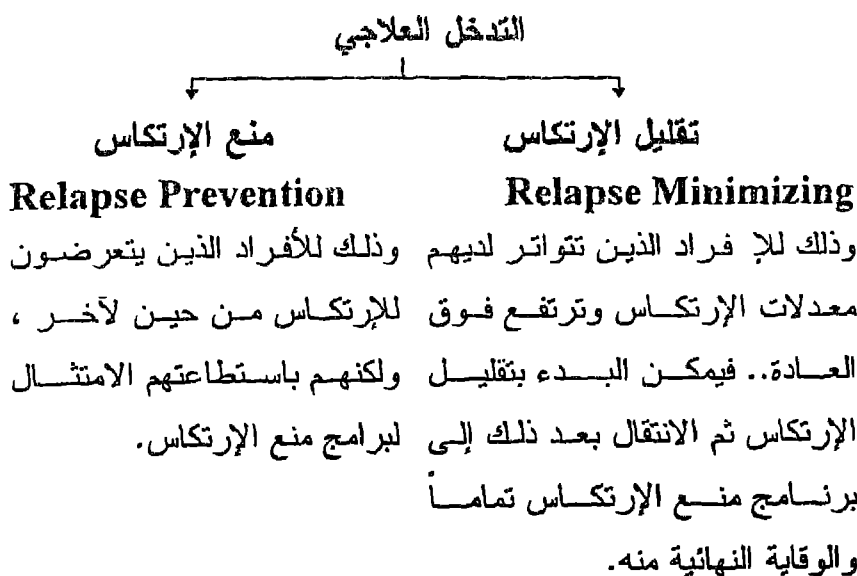 التدخل العلاجي
تقليل الإرتكاس
Relapse Minimizing
وذلك للإ فراد الذين تتواتر لديهم
معدلات الإرتكاس وترتفع فوق
العادة.. فيمكن البدء بتقليل
الإرتكاس ثم الانتقال بعد ذلك إلى
برنامج منع الإرتكاس تماماً
والوقاية النهائية منه.
منع الإرتكاس
Relapse Prevention
وذلك للأفراد الذين يتعرضون
للإرتكاس من حين لآخر ،
ولكنهم باستطاعتهم الامتثال
لبرامج منع الإرتكاس.